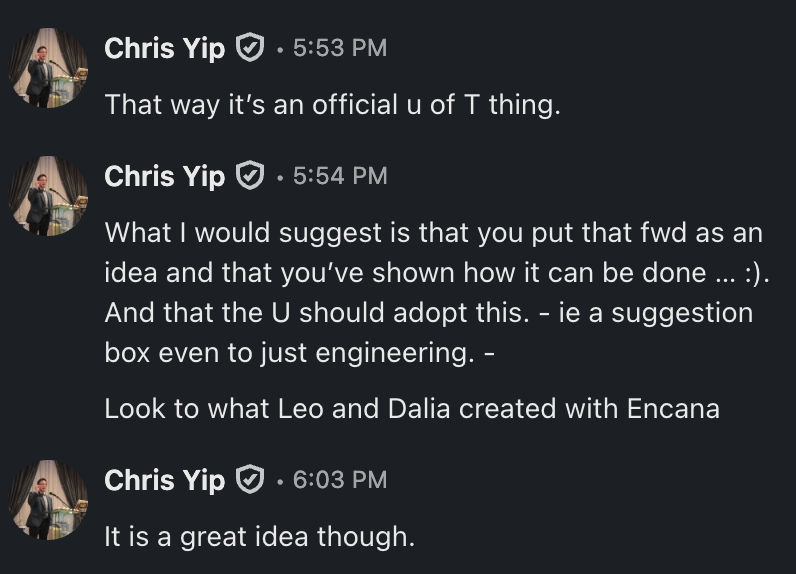 Chris Yip • 5:53 PM
That way it’s an official u of T thing.
Chris Yip • 5:54 PM
What I would suggest is that you put that fwd as an
idea and that you’ve shown how it can be done ... :).
And that the U should adopt this. - ie a suggestion
box even to just engineering. -
Look to what Leo and Dalia created with Encana
Chris Yip • 6:03 PM
It is a great idea though.